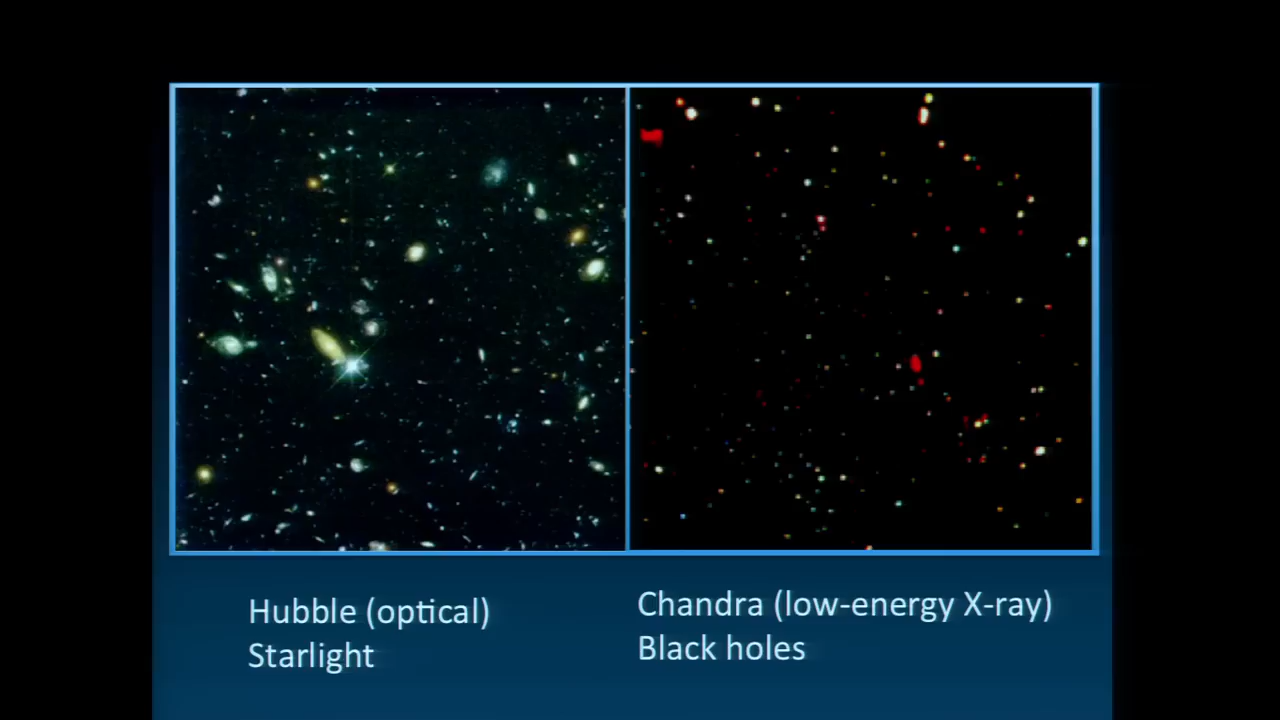 Hubble (optical)
Starlight
Chandra (low-energy X-ray)
Black holes